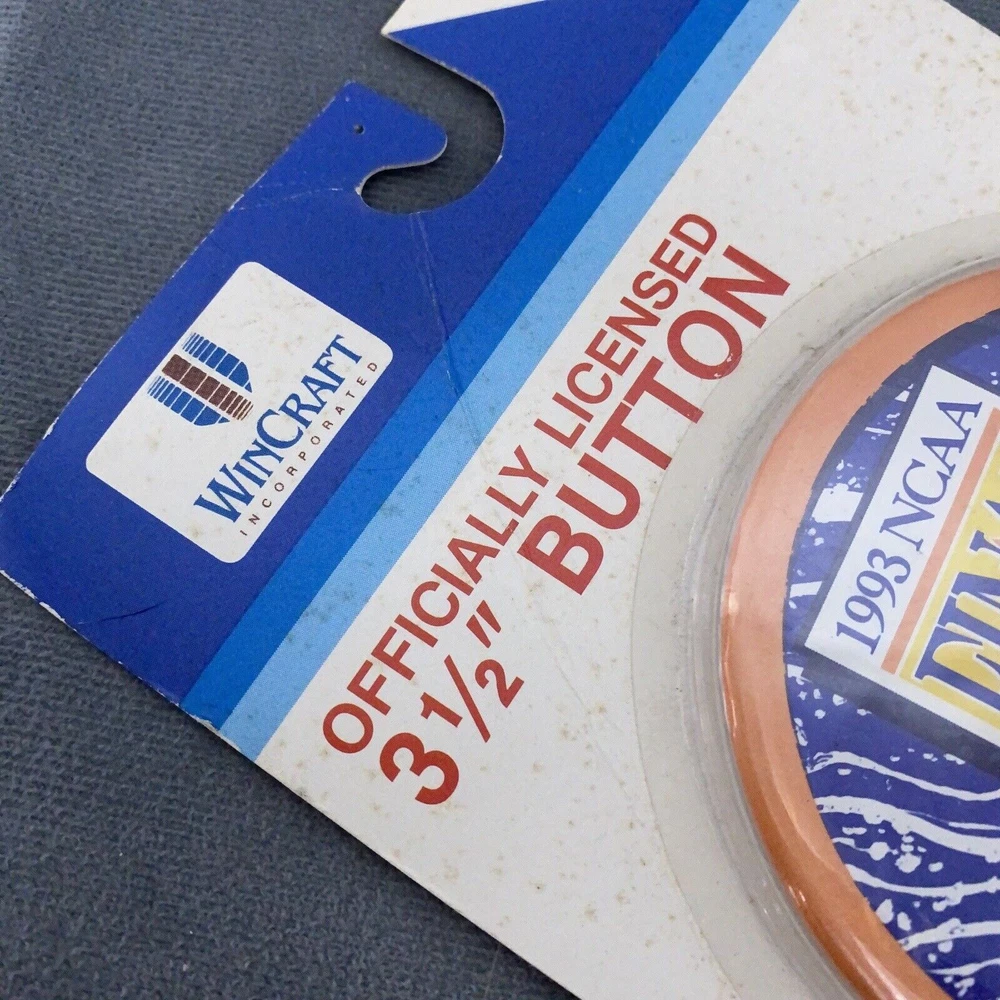 WINCRAFT
INCORPORATED
OFFICIALLY LICENSED
3 1/2" BUTTON
1993 NCAA